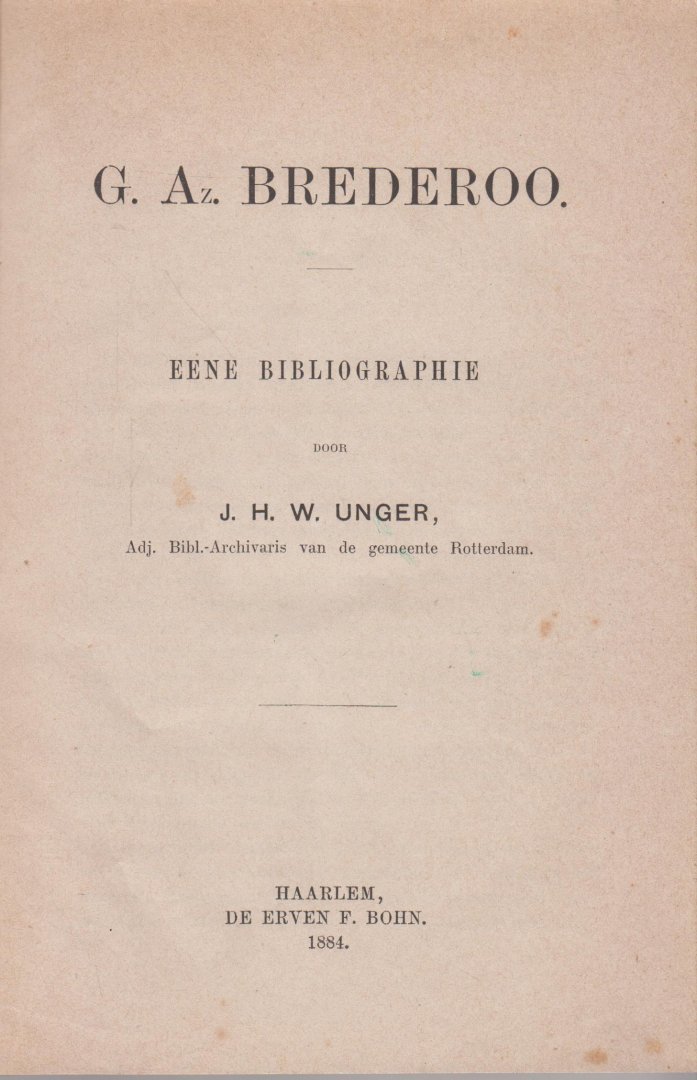 G. Az. BREDEROO.
EENE BIBLIOGRAPHIE
DOOR
J. H. W. UNGER,
Adj. Bibl.-Archivaris van de gemeente Rotterdam.
HAARLEM,
DE ERVEN F. BOHN.
1884.